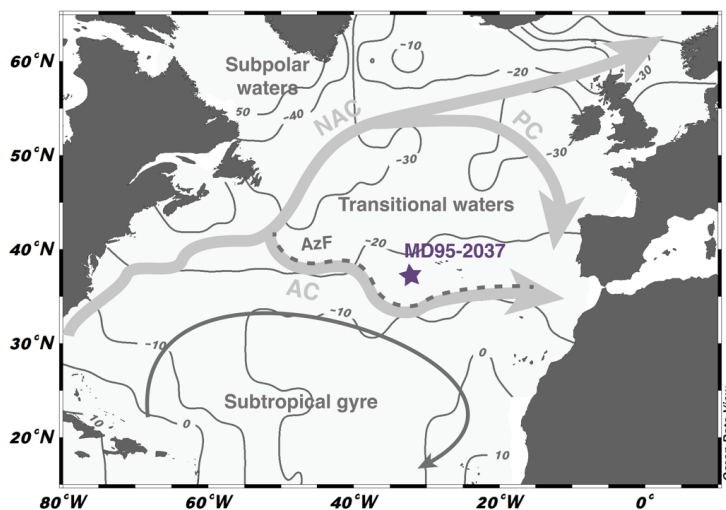 60°N
50°N
40°N
30°N
20°N
80°W
60°W
40°W
20°W
0°
Subpolar
waters
NAC
PC
Transitional waters
AzF
MD95-2037
AC
Subtropical gyre
-10
-20
-30
50
-40
-30
-30
-20
-10
-10
0
10
0
10